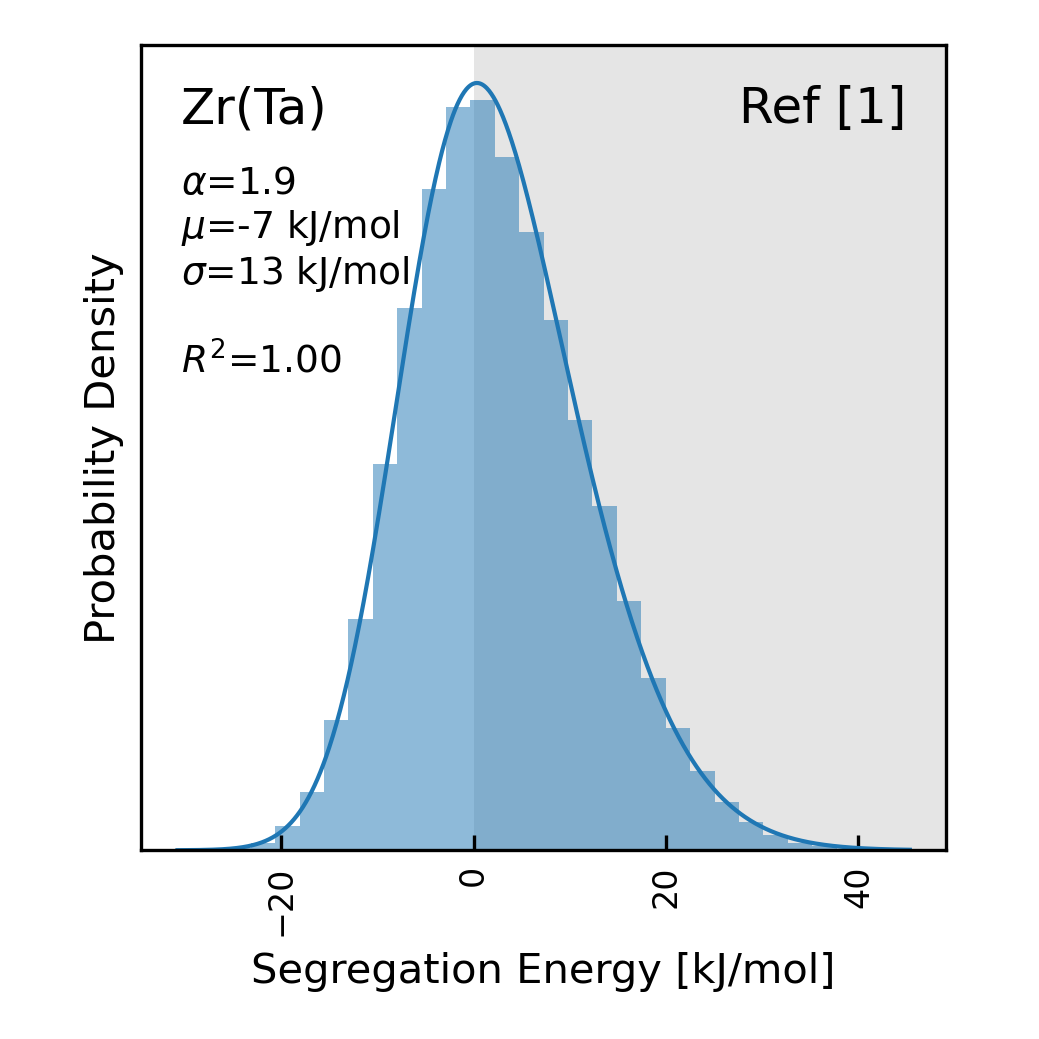 Zr(Ta)
Ref [1]
α=1.9
μ=-7 kJ/mol
σ=13 kJ/mol
R²=1.00
Probability Density
−20
0
20
40
Segregation Energy [kJ/mol]